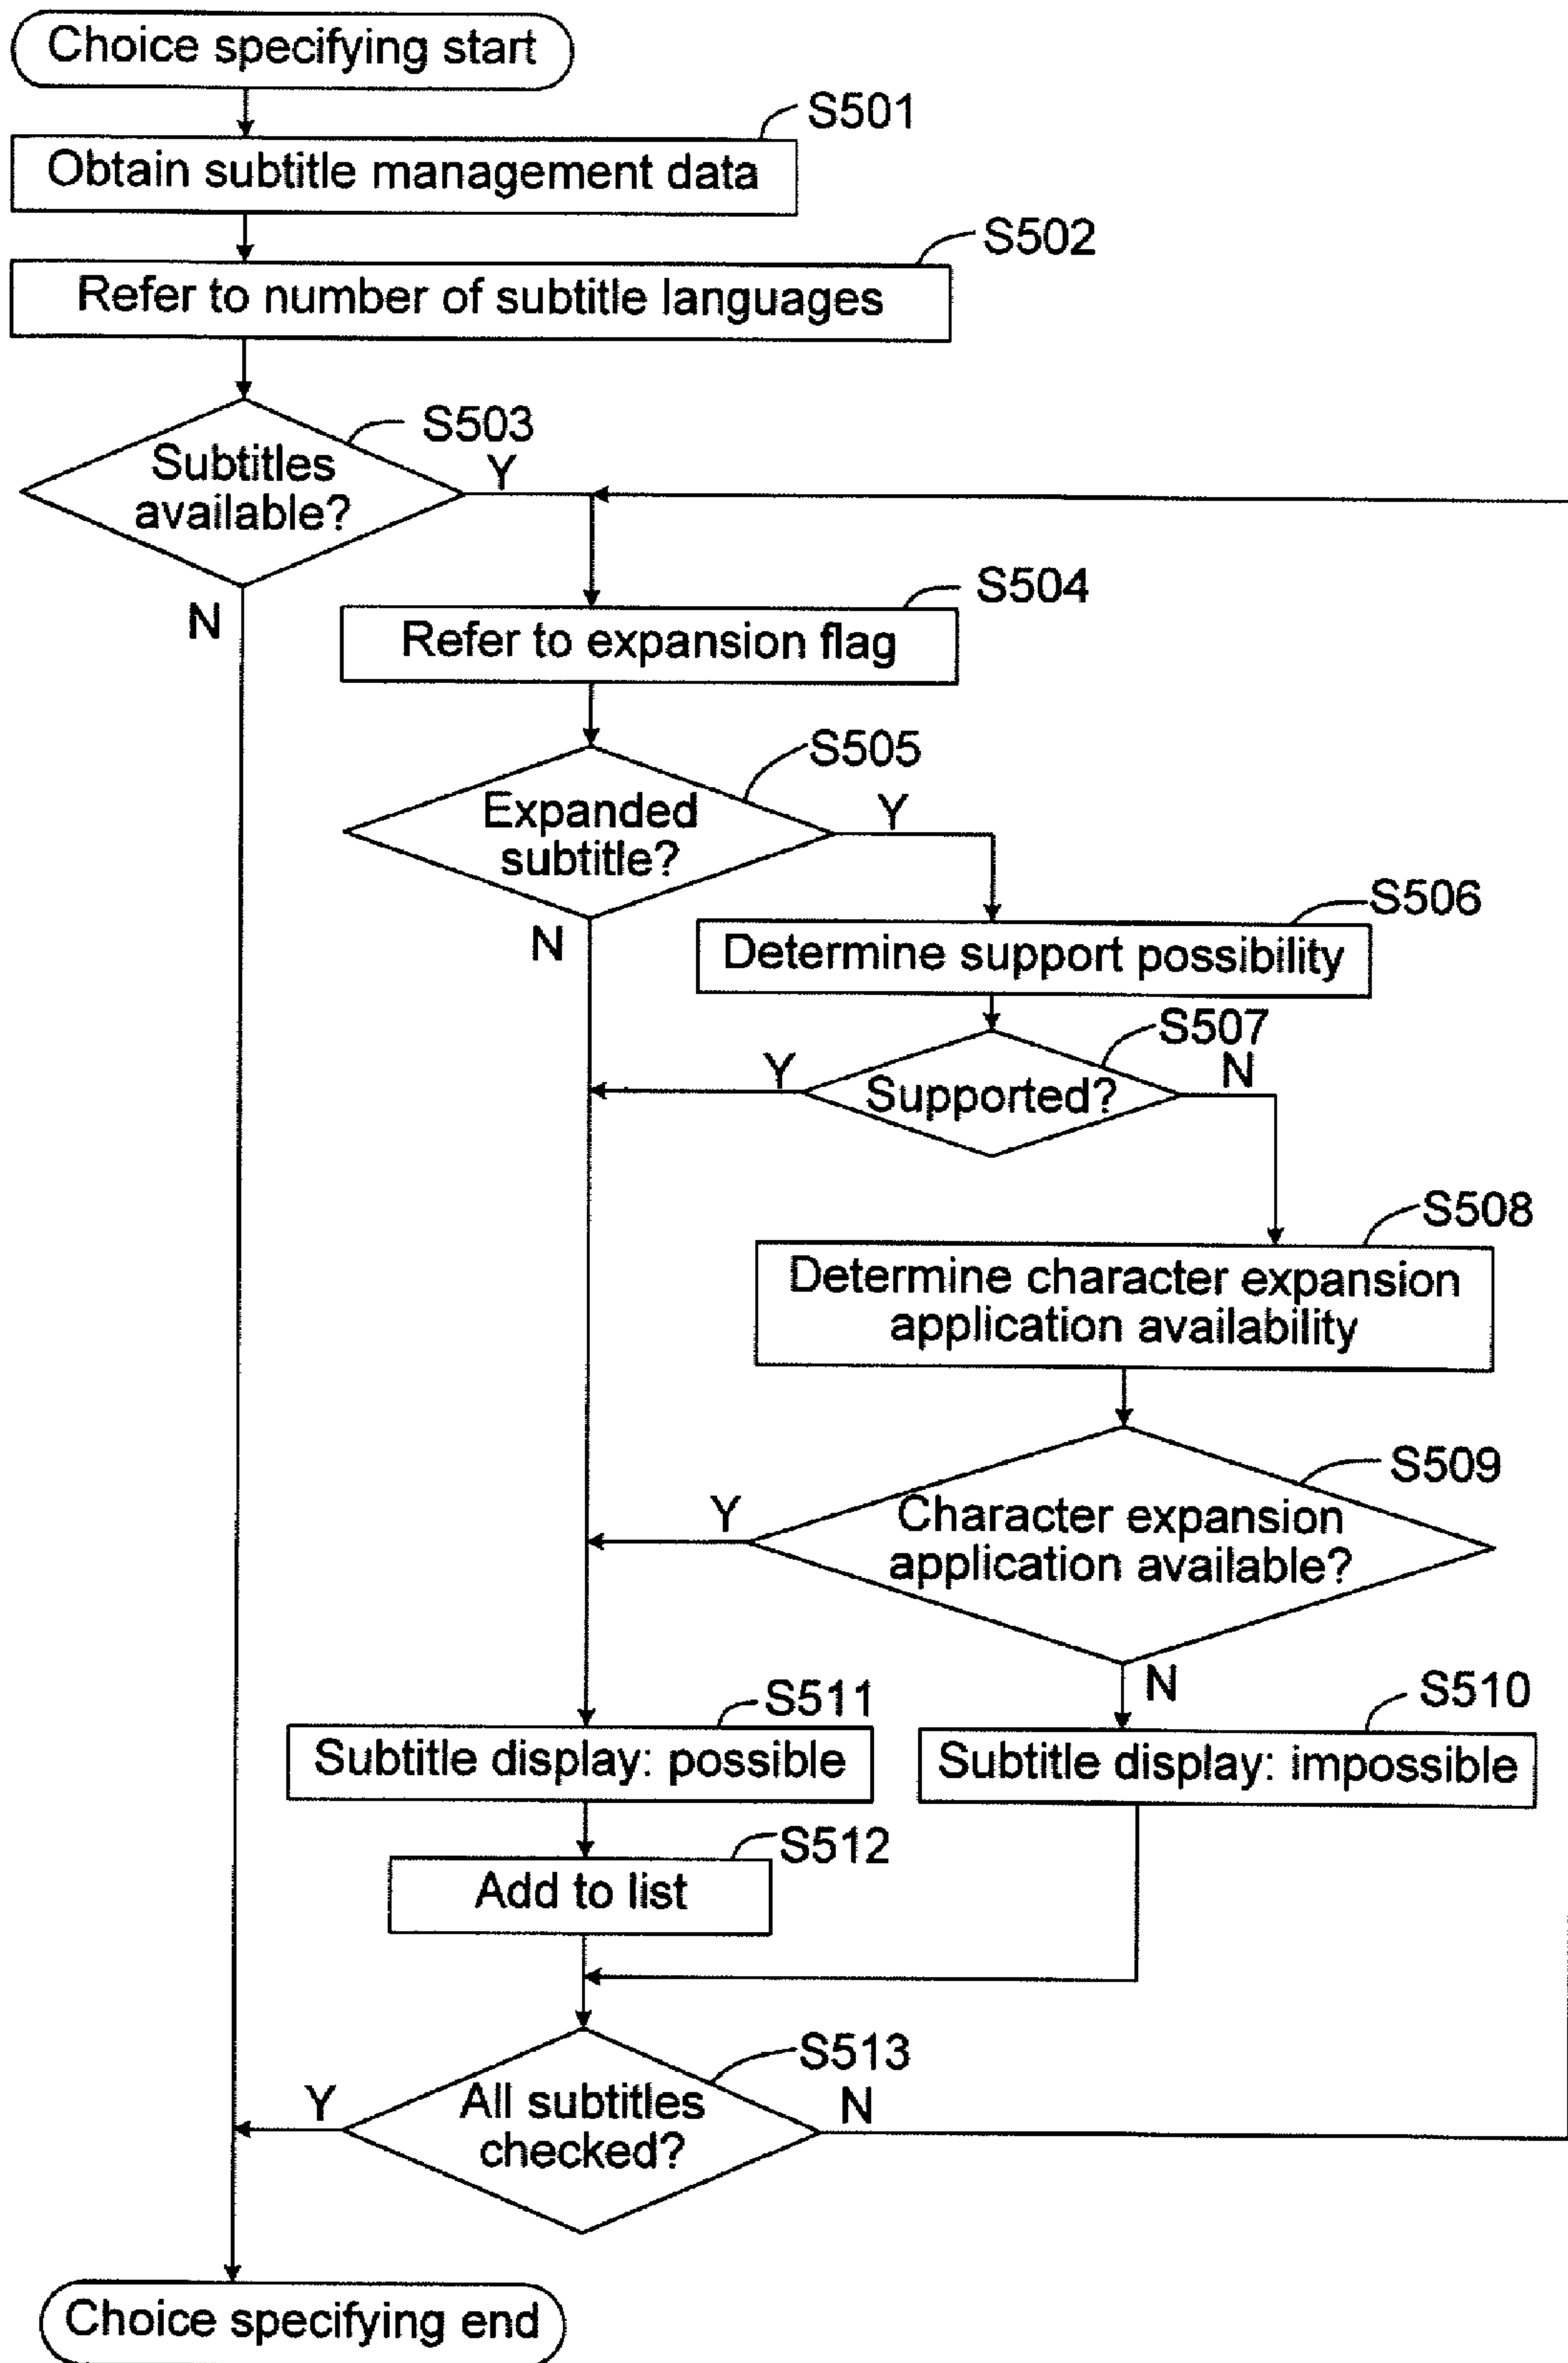 Choice specifying start
S501
Obtain subtitle management data
S502
Refer to number of subtitle languages
S503
Subtitles
available?
Y
N
S504
Refer to expansion flag
S505
Expanded
subtitle?
Y
N
S506
Determine support possibility
S507
Supported?
Y
N
S508
Determine character expansion
application availability
S509
Character expansion
application available?
Y
N
S511
Subtitle display: possible
S510
Subtitle display: impossible
S512
Add to list
S513
All subtitles
checked?
Y
N
Choice specifying end